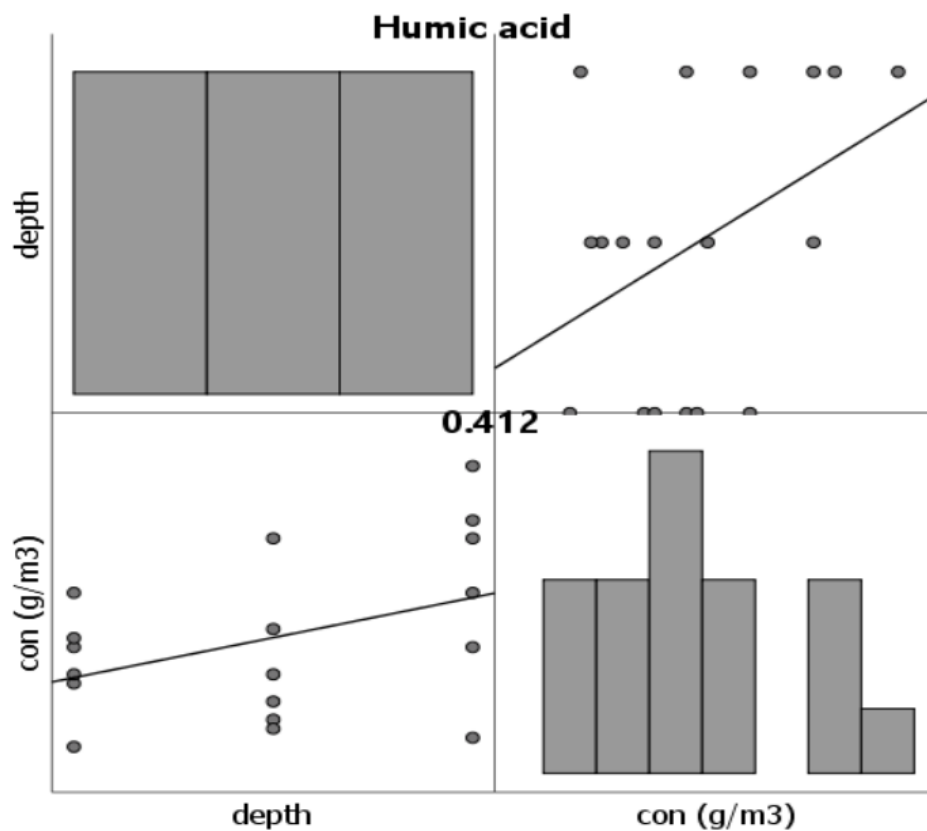 Humic acid
depth
0.412
con (g/m3)
depth
con (g/m3)